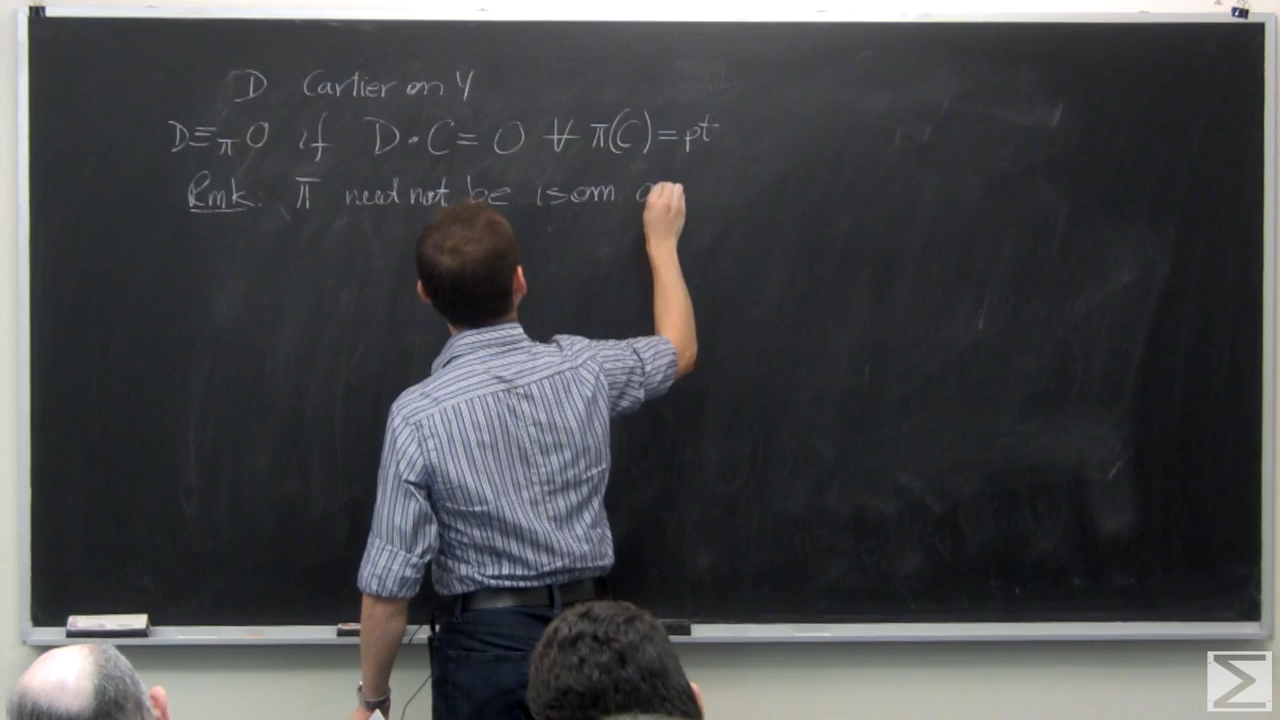 D Cartier on Y
D ≡π 0 if D · C = 0 ∀ π(C) = pt
Rmk: π need not be isom
Σ